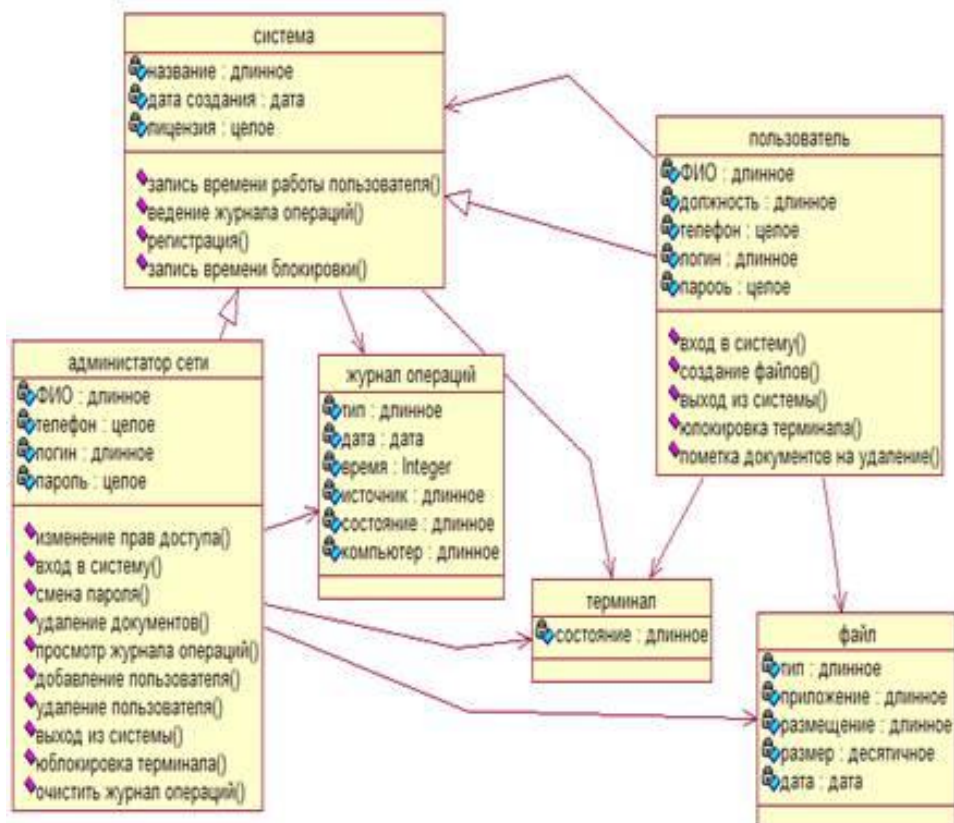 система
название : длинное
дата создания : дата
лицензия : целое
запись времени работы пользователя()
ведение журнала операций()
регистрация()
запись времени блокировки()
пользователь
ФИО : длинное
должность : длинное
телефон : целое
логин : длинное
парооь : целое
вход в систему()
создание файлов()
выход из системы()
юлокировка терминала()
пометка документов на удаление()
администатор сети
ФИО : длинное
телефон : целое
логин : длинное
пароль : целое
изменение прав доступа()
вход в систему()
смена пароля()
удаление документов()
просмотр журнала операций()
добавление пользователя()
удаление пользователя()
выход из системы()
юблокировка терминала()
очистить журнал операций()
журнал операций
тип : длинное
дата : дата
время : Integer
источник : длинное
состояние : длинное
компьютер : длинное
терминал
состояние : длинное
файл
тип : длинное
приложение : длинное
размещение : длинное
размер : десятичное
дата : дата